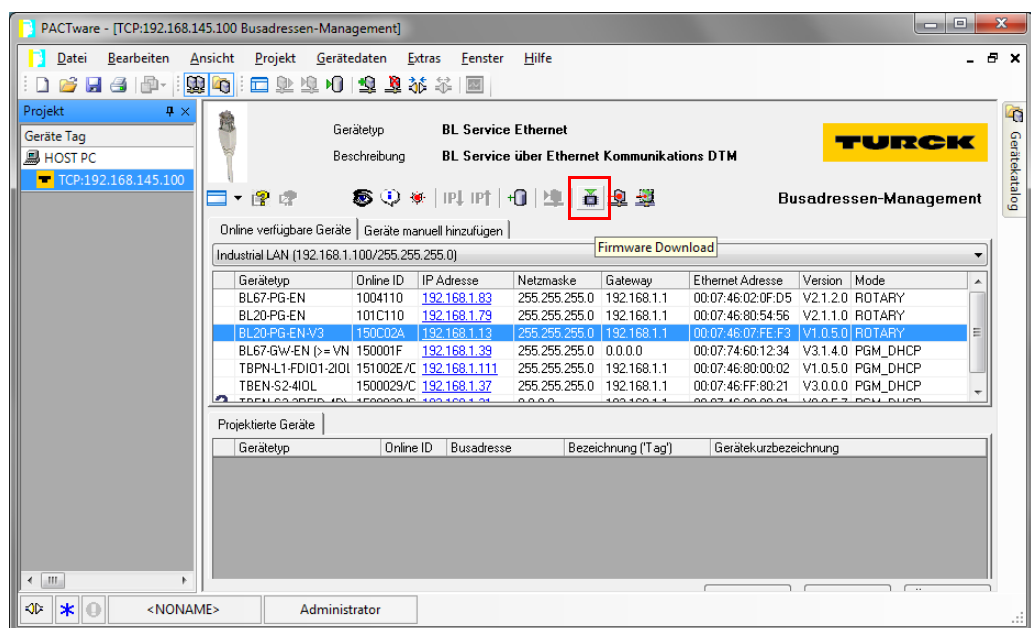 PACTware - [TCP:192.168.145.100 Busadressen-Management]
Datei Bearbeiten Ansicht Projekt Gerätedaten Extras Fenster Hilfe
Projekt
Geräte Tag
HOST PC
TCP:192.168.145.100
Gerätetyp BL Service Ethernet
Beschreibung BL Service über Ethernet Kommunikations DTM
TURCK
Gerätekatalog
Busadressen-Management
Online verfügbare Geräte Geräte manuell hinzufügen
Firmware Download
Industrial LAN (192.168.1.100/255.255.255.0)
Gerätetyp Online ID IP Adresse Netzmaske Gateway Ethernet Adresse Version Mode
BL67-PG-EN 1004110 192.168.1.83 255.255.255.0 192.168.1.1 00:07:46:02:0F:D5 V2.1.2.0 ROTARY
BL20-PG-EN 101C110 192.168.1.79 255.255.255.0 192.168.1.1 00:07:46:80:54:56 V2.1.1.0 ROTARY
BL20-PG-EN-V3 150C02A 192.168.1.13 255.255.255.0 192.168.1.1 00:07:46:07:FE:F3 V1.0.5.0 ROTARY
BL67-GW-EN (>= VN 150001F 192.168.1.39 255.255.255.0 0.0.0.0 00:07:74:60:12:34 V3.1.4.0 PGM_DHCP
TBPN-L1-FDIO1-2IOL 151002E/C 192.168.1.111 255.255.255.0 192.168.1.1 00:07:46:80:00:02 V1.0.5.0 PGM_DHCP
TBEN-S2-4IOL 1500029/C 192.168.1.37 255.255.255.0 192.168.1.1 00:07:46:FF:80:21 V3.0.0.0 PGM_DHCP
Projektierte Geräte
Gerätetyp Online ID Busadresse Bezeichnung ('Tag') Gerätekurzbezeichnung
<NONAME> Administrator